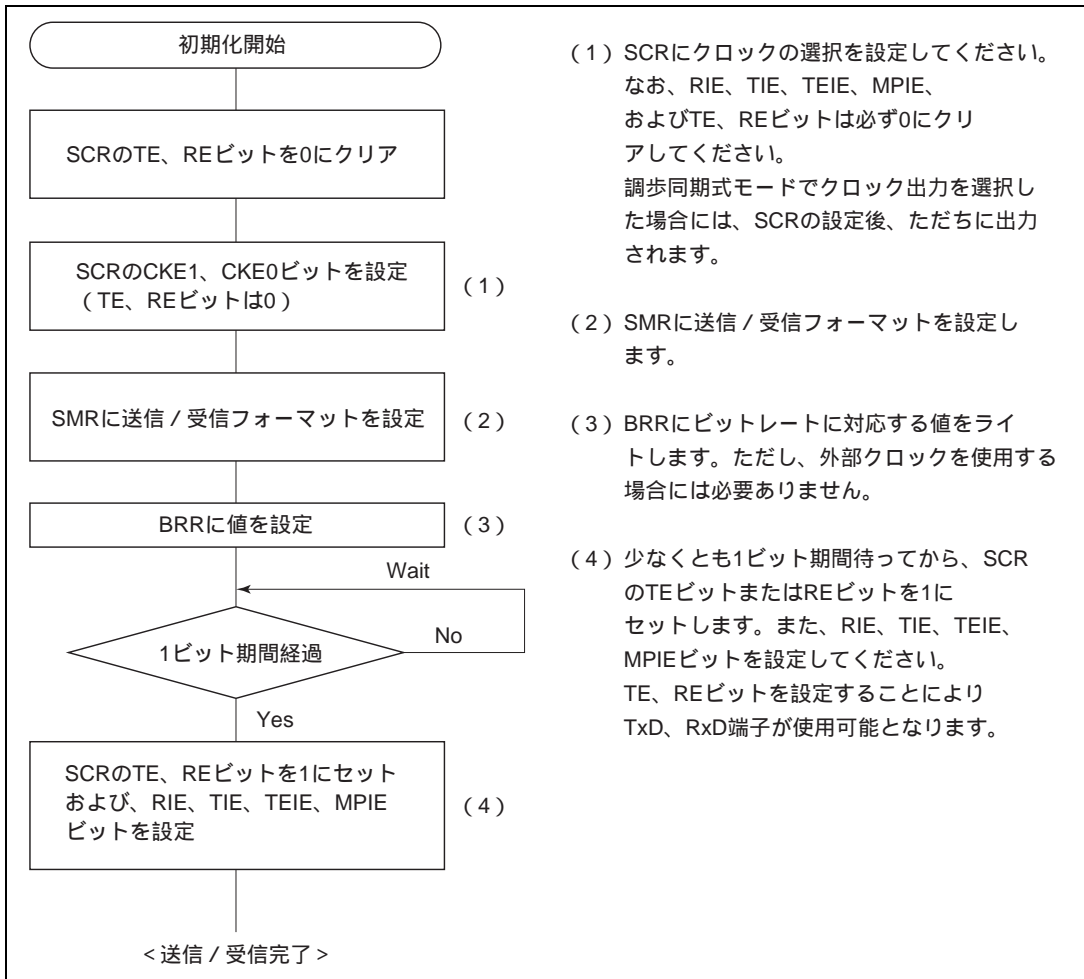 初期化開始
SCRのTE、REビットを0にクリア
SCRのCKE1、CKE0ビットを設定
(TE、REビットは0)
(1)
SMRに送信/受信フォーマットを設定
(2)
BRRに値を設定
(3)
Wait
1ビット期間経過
No
Yes
SCRのTE、REビットを1にセット
および、RIE、TIE、TEIE、MPIE
ビットを設定
(4)
<送信/受信完了>
(1)SCRにクロックの選択を設定してください。
なお、RIE、TIE、TEIE、MPIE、
およびTE、REビットは必ず0にクリ
アしてください。
調歩同期式モードでクロック出力を選択し
た場合には、SCRの設定後、ただちに出力
されます。
(2)SMRに送信/受信フォーマットを設定し
ます。
(3)BRRにビットレートに対応する値をライ
トします。ただし、外部クロックを使用する
場合には必要ありません。
(4)少なくとも1ビット期間待ってから、SCR
のTEビットまたはREビットを1に
セットします。また、RIE、TIE、TEIE、
MPIEビットを設定してください。
TE、REビットを設定することにより
TxD、RxD端子が使用可能となります。